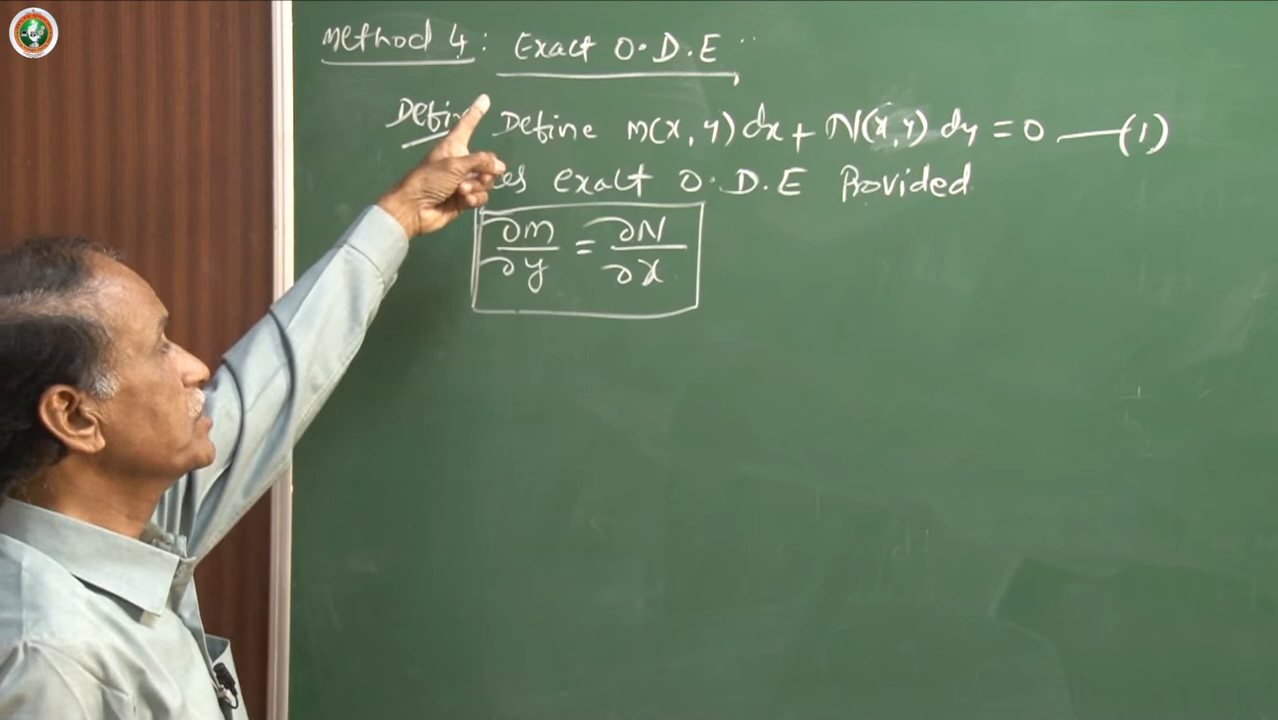 Method 4: Exact O.D.E
Define M(x, y) dx + N(x, y) dy = 0 —(1)
exact O.D.E Provided
∂M/∂y = ∂N/∂x